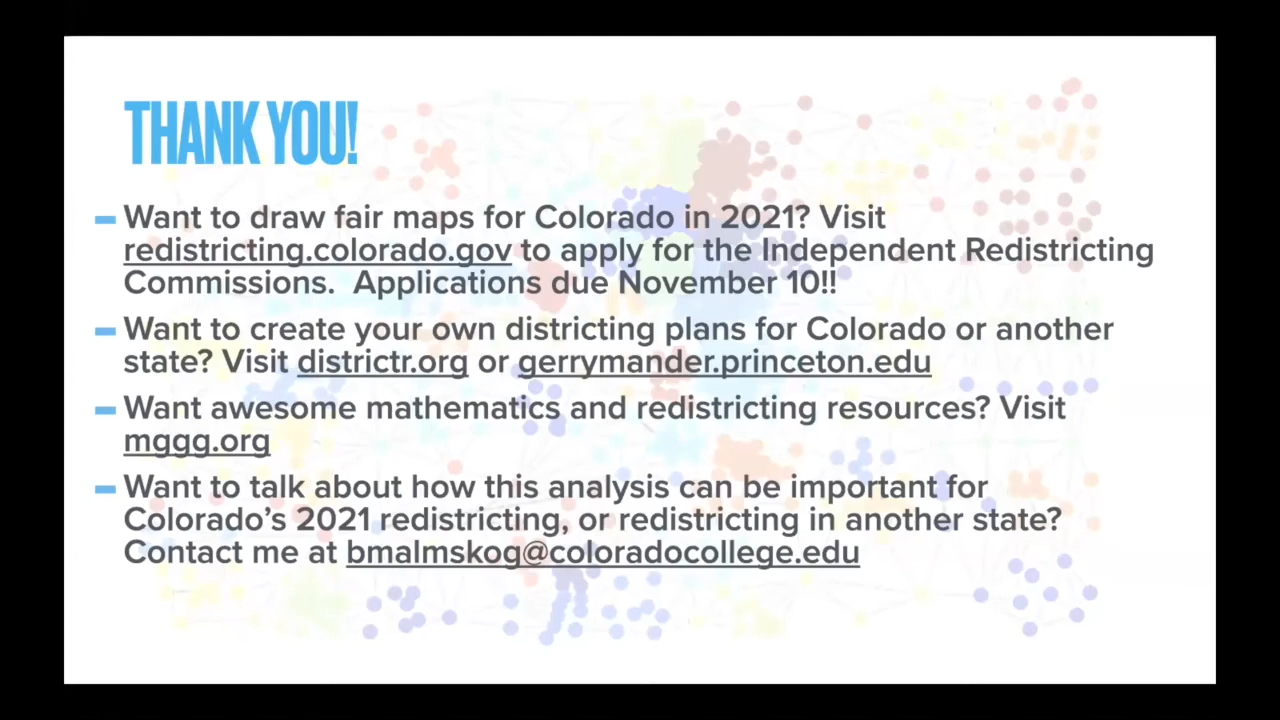 THANK YOU!
Want to draw fair maps for Colorado in 2021? Visit
redistricting.colorado.gov to apply for the Independent Redistricting
Commissions.  Applications due November 10!!
Want to create your own districting plans for Colorado or another
state? Visit districtr.org or gerrymander.princeton.edu
Want awesome mathematics and redistricting resources? Visit
mggg.org
Want to talk about how this analysis can be important for
Colorado’s 2021 redistricting, or redistricting in another state?
Contact me at bmalmskog@coloradocollege.edu